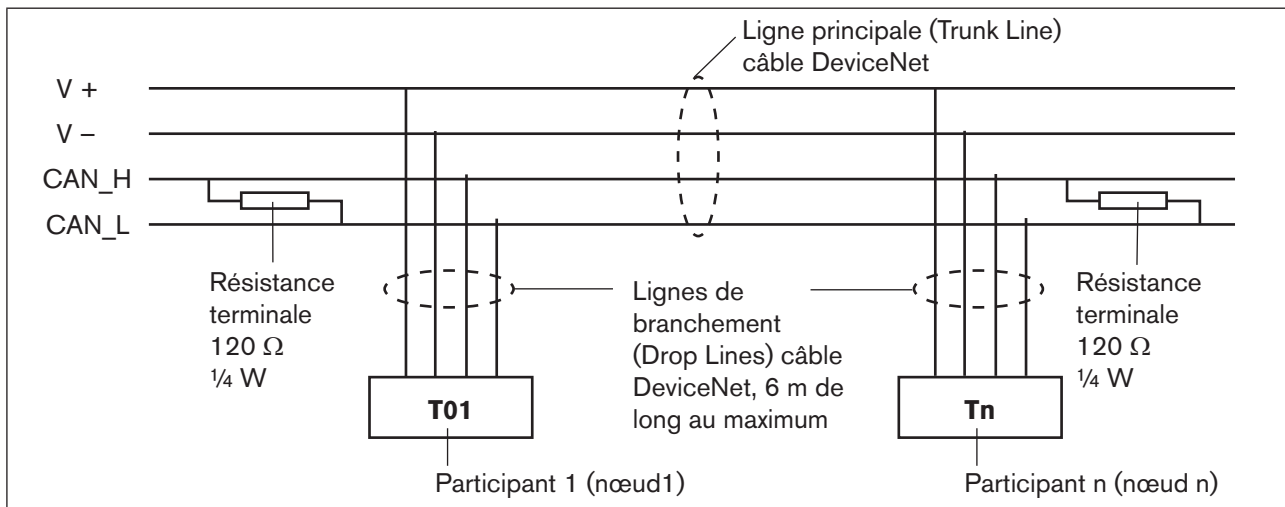 Ligne principale (Trunk Line)
câble DeviceNet
V +
V –
CAN_H
CAN_L
Résistance
terminale
120 Ω
¼ W
Lignes de
branchement
(Drop Lines) câble
DeviceNet, 6 m de
long au maximum
Résistance
terminale
120 Ω
¼ W
T01
Tn
Participant 1 (nœud1)
Participant n (nœud n)